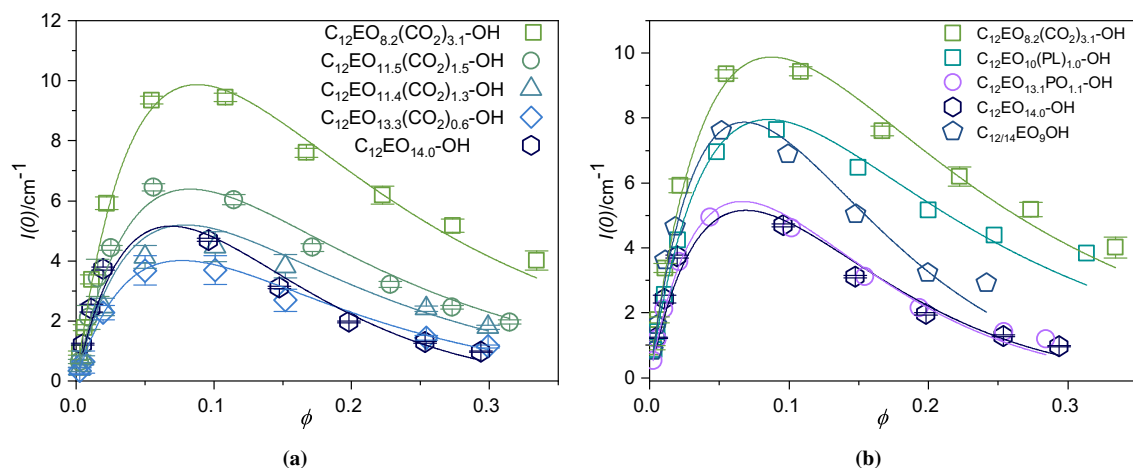 12
10
8
6
4
2
0
I(0)/cm⁻¹
0.0
0.1
0.2
0.3
ϕ
C₁₂EO₈.₂(CO₂)₃.₁-OH
C₁₂EO₁₁.₅(CO₂)₁.₅-OH
C₁₂EO₁₁.₄(CO₂)₁.₃-OH
C₁₂EO₁₃.₃(CO₂)₀.₆-OH
C₁₂EO₁₄.₀-OH
(a)
10
8
6
4
2
0
I(0)/cm⁻¹
0.0
0.1
0.2
0.3
ϕ
C₁₂EO₈.₂(CO₂)₃.₁-OH
C₁₂EO₁₀(PL)₁.₀-OH
C₁₂EO₁₃.₁PO₁.₁-OH
C₁₂EO₁₄.₀-OH
C₁₂/₁₄EO₉OH
(b)